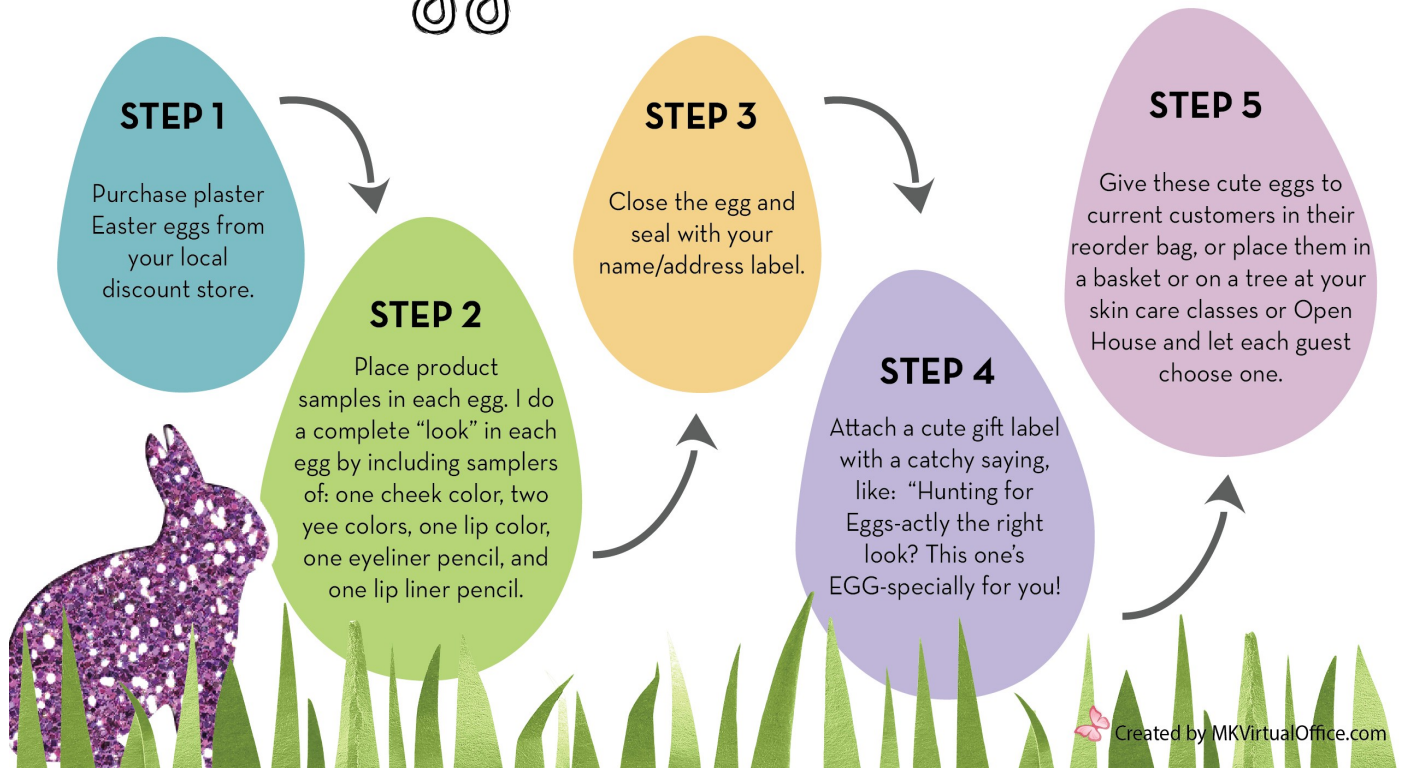 STEP 1
Purchase plaster
Easter eggs from
your local
discount store.
STEP 2
Place product
samples in each egg. I do
a complete “look” in each
egg by including samplers
of: one cheek color, two
yee colors, one lip color,
one eyeliner pencil, and
one lip liner pencil.
STEP 3
Close the egg and
seal with your
name/address label.
STEP 4
Attach a cute gift label
with a catchy saying,
like:  “Hunting for
Eggs-actly the right
look? This one’s
EGG-specially for you!
STEP 5
Give these cute eggs to
current customers in their
reorder bag, or place them in
a basket or on a tree at your
skin care classes or Open
House and let each guest
choose one.
Created by MKVirtualOffice.com